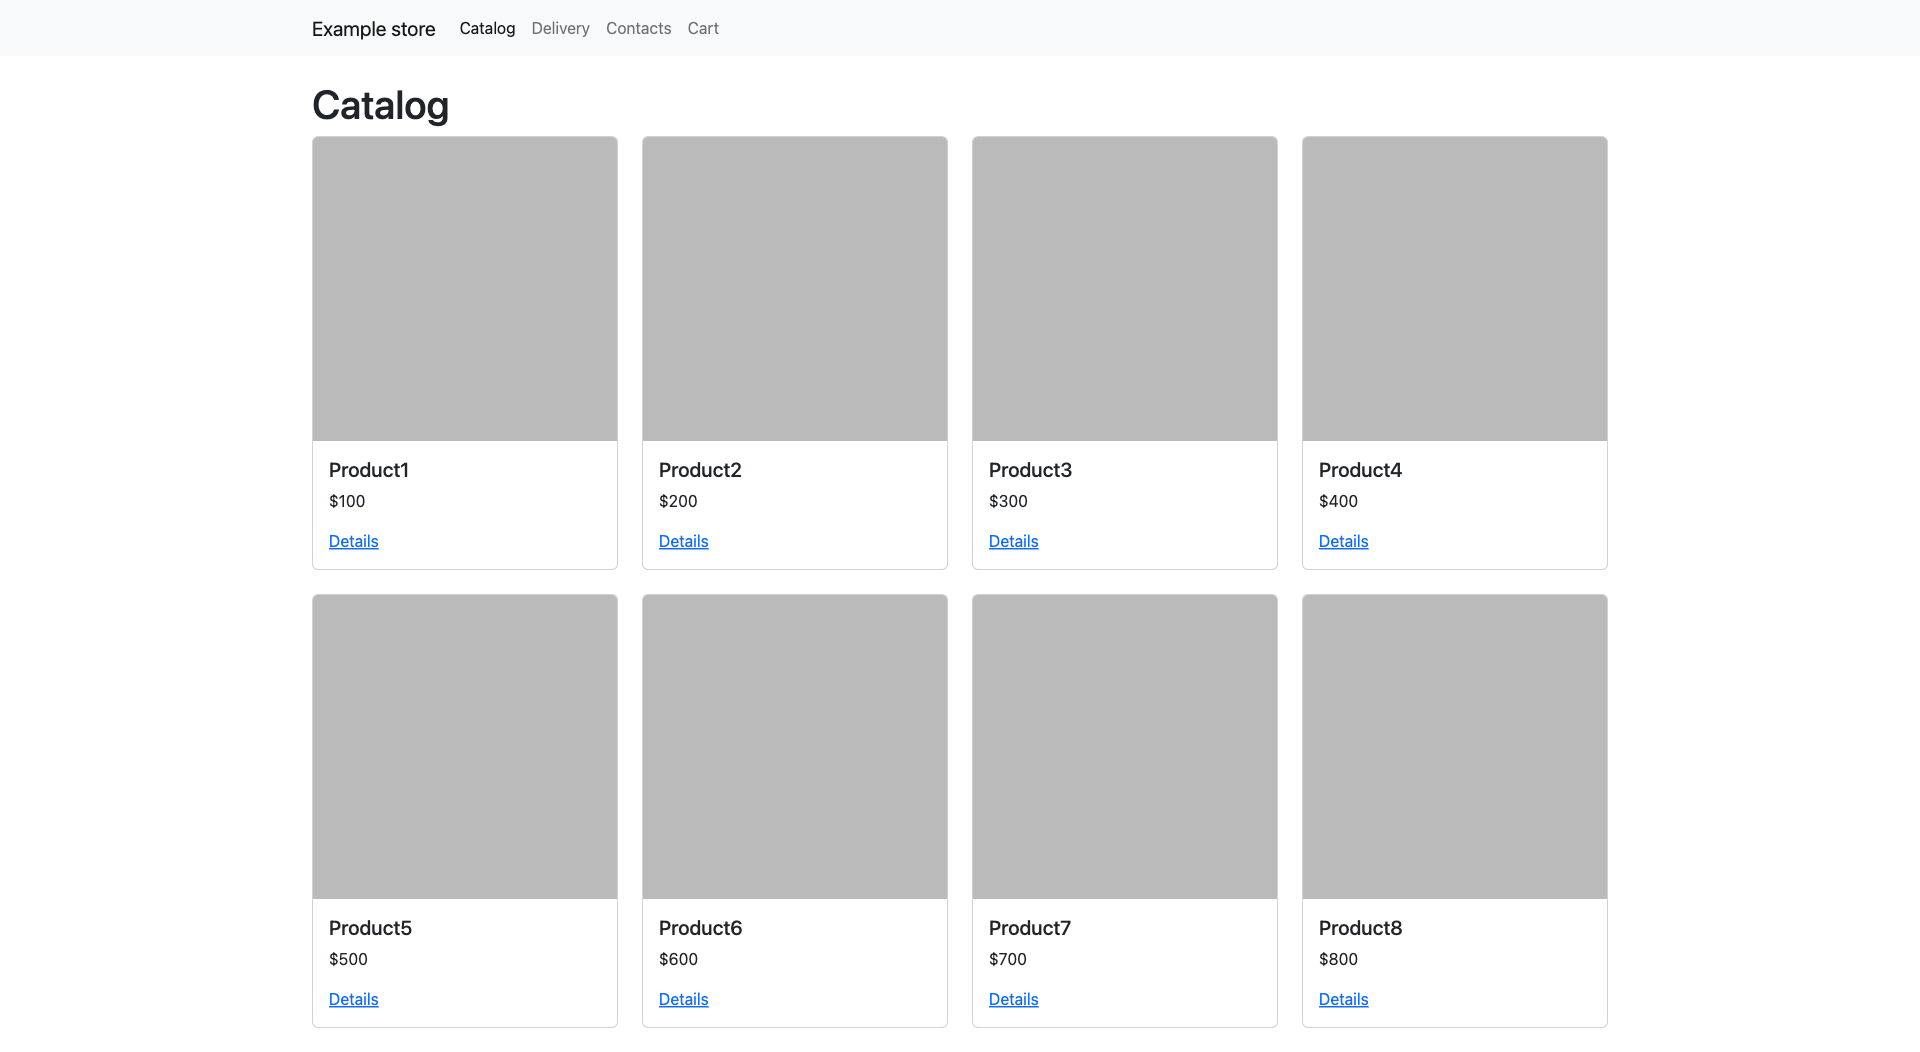 Example store Catalog Delivery Contacts Cart
Catalog
Product1
$100
Details
Product2
$200
Details
Product3
$300
Details
Product4
$400
Details
Product5
$500
Details
Product6
$600
Details
Product7
$700
Details
Product8
$800
Details